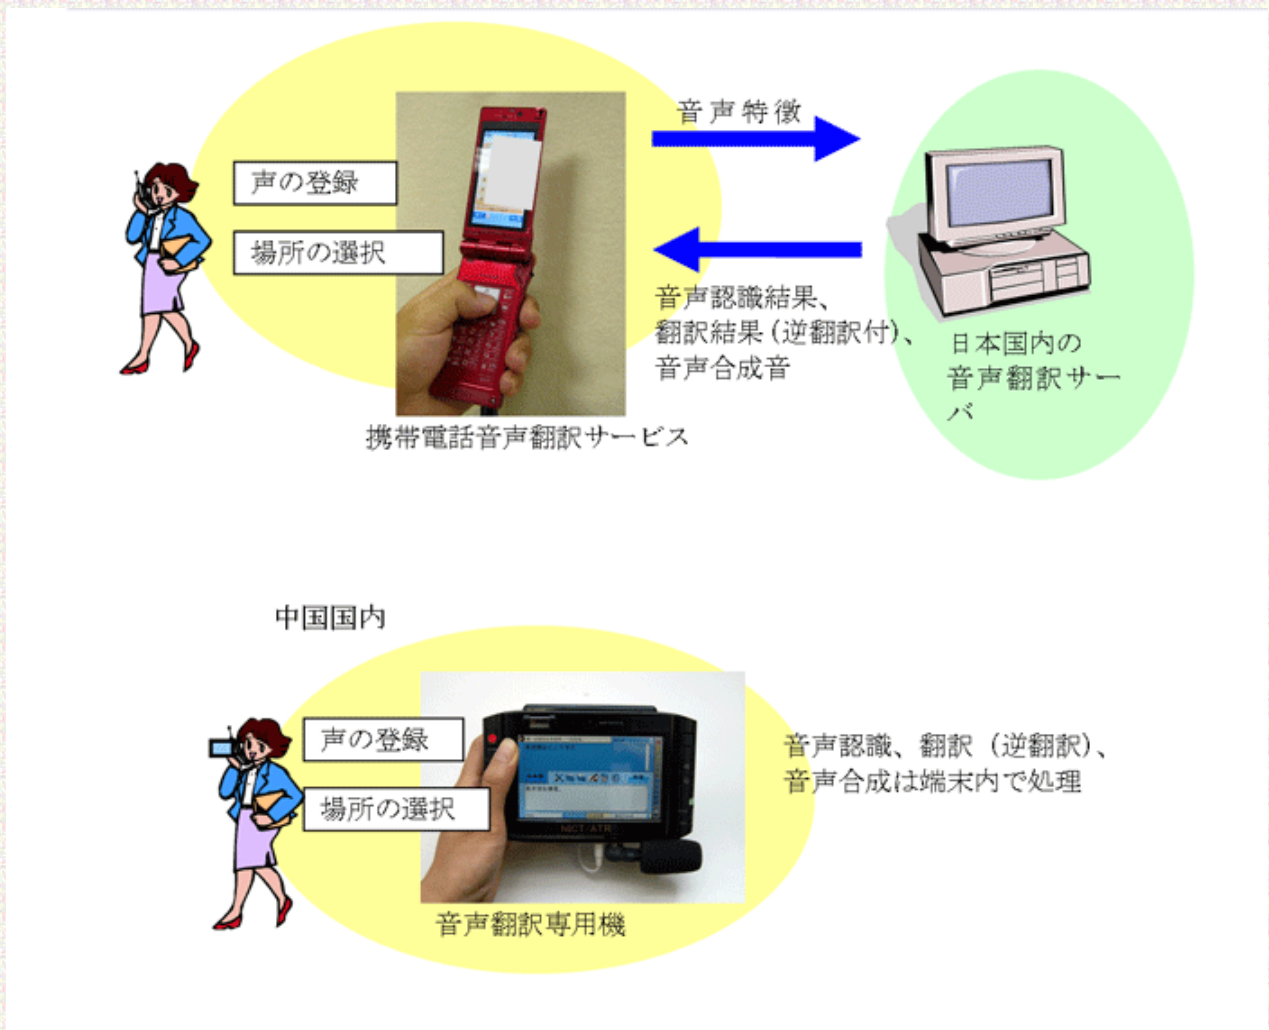 音声特徴
声の登録
場所の選択
音声認識結果、
翻訳結果(逆翻訳付)、
音声合成音
日本国内の
音声翻訳サー
バ
携帯電話音声翻訳サービス
中国国内
声の登録
場所の選択
音声認識、翻訳（逆翻訳）、
音声合成は端末内で処理
NICT-ATR
音声翻訳専用機